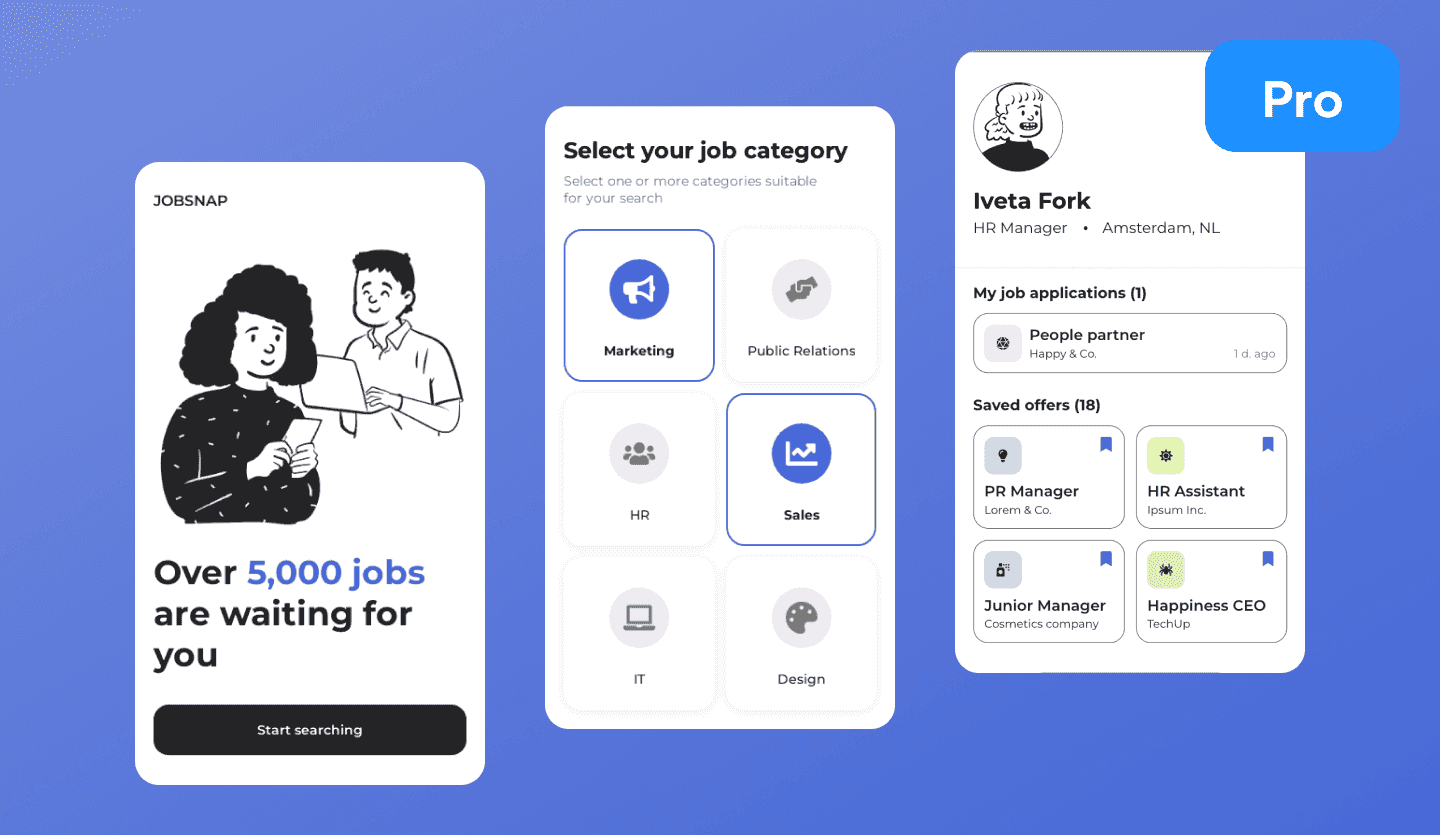 JOBSNAP
Over 5,000 jobs
are waiting for
you
Start searching
Select your job category
Select one or more categories suitable
for your search
Marketing
Public Relations
HR
Sales
IT
Design
Pro
Iveta Fork
HR Manager • Amsterdam, NL
My job applications (1)
People partner
Happy & Co.
1 d. ago
Saved offers (18)
PR Manager
Lorem & Co.
HR Assistant
Ipsum Inc.
Junior Manager
Cosmetics company
Happiness CEO
TechUp